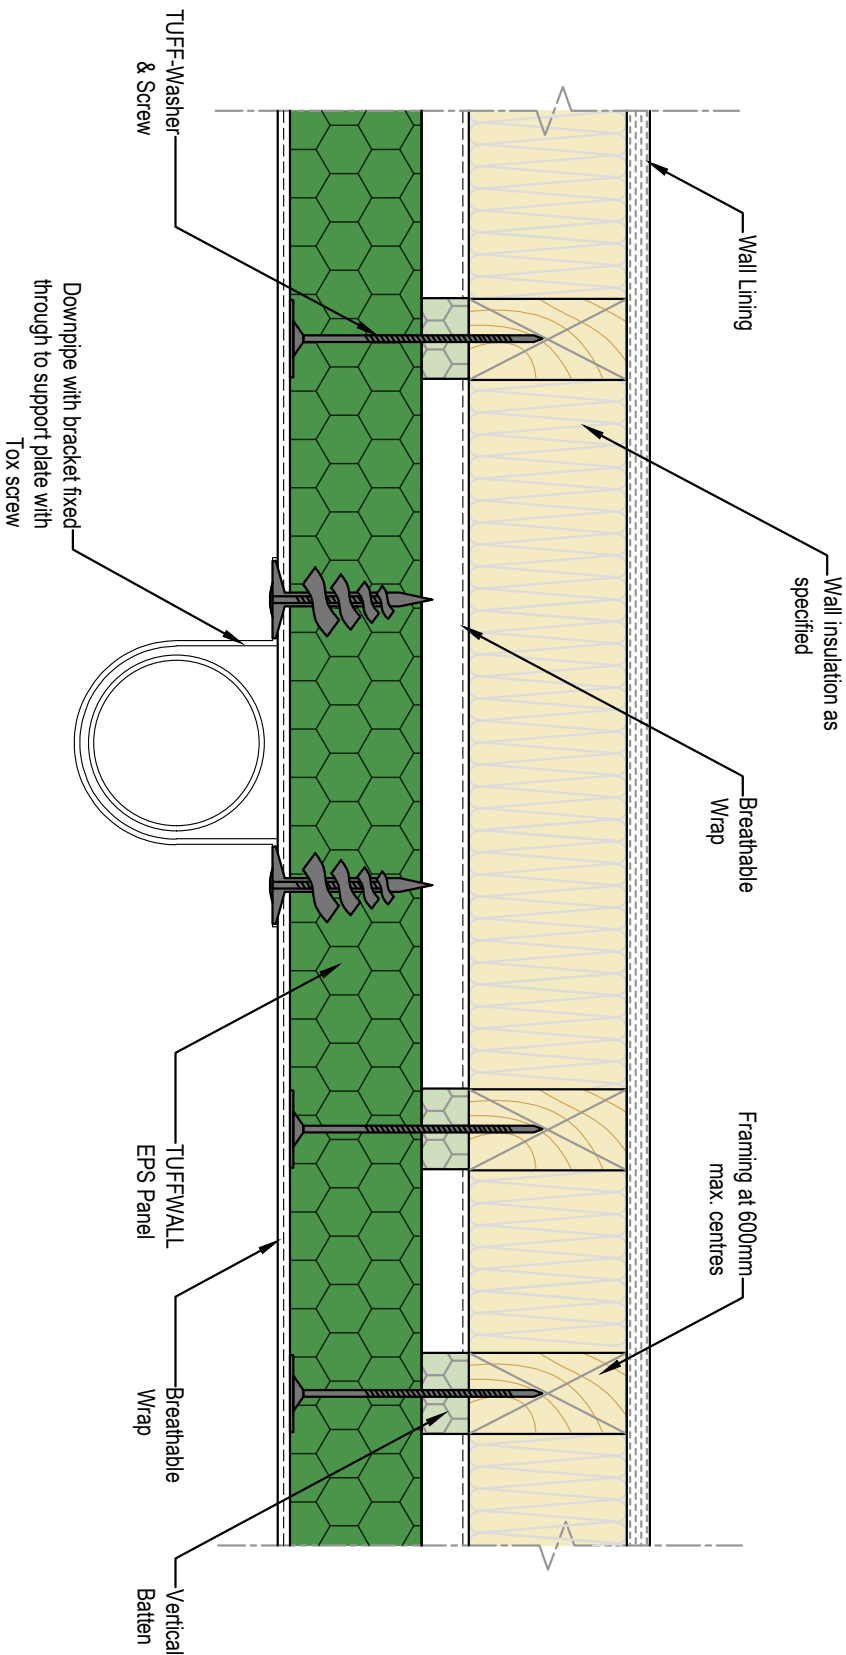 Wall Lining
Wall insulation as
specified
Breathable
Wrap
Framing at 600mm
max. centres
TUFF-Washer
& Screw
Downpipe with bracket fixed
through to support plate with
Tox screw
TUFFWALL
EPS Panel
Breathable
Wrap
Vertical
Batten